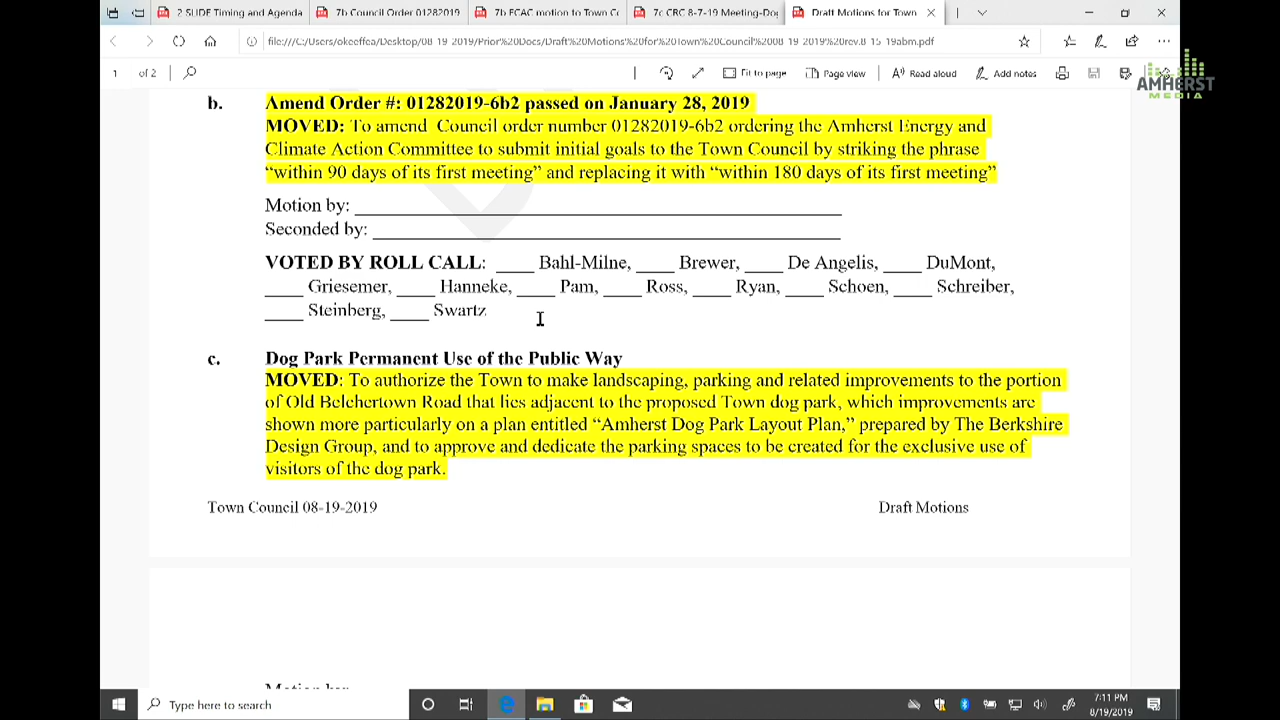 2 SLIDE Timing and Agenda
7b Council Order 01282019
7b ECAC motion to Town Co
7c CRC 8-7-19 Meeting-Dog
Draft Motions for Town
file:///C:/Users/okeeffea/Desktop/08-19-2019/Prior%20Docs/Draft%20Motions%20for%20Town%20Council%2008-19-2019%20rev.8-15-19abm.pdf
1 of 2
Fit to page
Page view
Read aloud
Add notes
AMHERST
MEDIA
b. Amend Order #: 01282019-6b2 passed on January 28, 2019
MOVED: To amend Council order number 01282019-6b2 ordering the Amherst Energy and
Climate Action Committee to submit initial goals to the Town Council by striking the phrase
“within 90 days of its first meeting” and replacing it with “within 180 days of its first meeting”
Motion by: ____
Seconded by: ____
VOTED BY ROLL CALL: ____ Bahl-Milne, ____ Brewer, ____ De Angelis, ____ DuMont,
____ Griesemer, ____ Hanneke, ____ Pam, ____ Ross, ____ Ryan, ____ Schoen, ____ Schreiber,
____ Steinberg, ____ Swartz
c. Dog Park Permanent Use of the Public Way
MOVED: To authorize the Town to make landscaping, parking and related improvements to the portion
of Old Belchertown Road that lies adjacent to the proposed Town dog park, which improvements are
shown more particularly on a plan entitled “Amherst Dog Park Layout Plan,” prepared by The Berkshire
Design Group, and to approve and dedicate the parking spaces to be created for the exclusive use of
visitors of the dog park.
Town Council 08-19-2019 Draft Motions
Motion by:
Type here to search
7:11 PM
8/19/2019